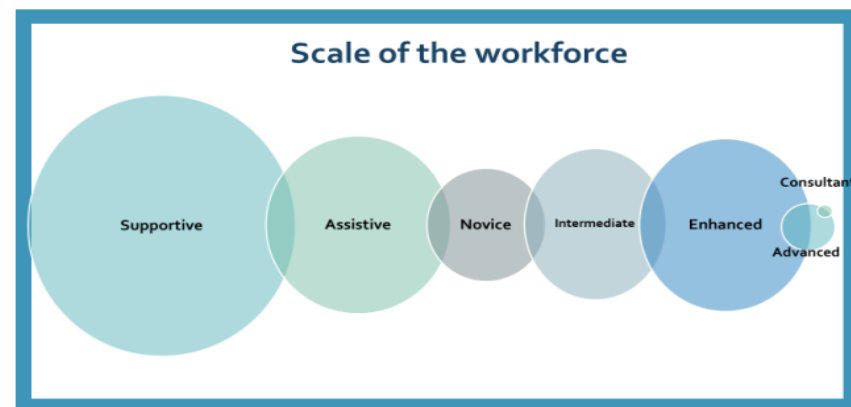 Scale of the workforce
Consultant
Supportive
Assistive
Novice
Intermediate
Enhanced
Advanced